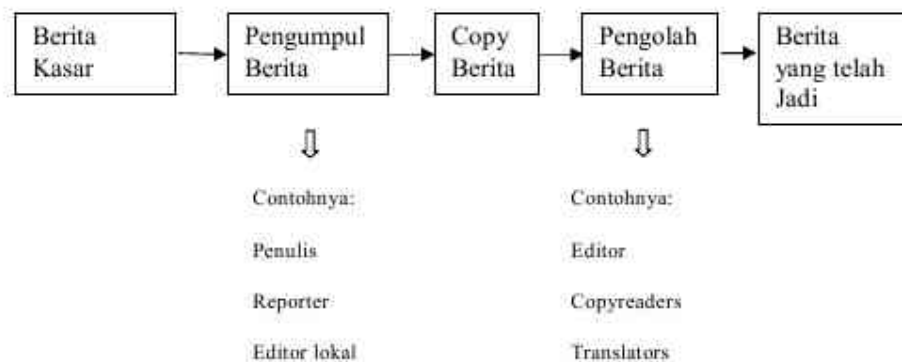 Berita
Kasar
Pengumpul
Berita
Copy
Berita
Pengolah
Berita
Berita
yang telah
Jadi
Contohnya:
Penulis
Reporter
Editor lokal
Contohnya:
Editor
Copyreaders
Translators